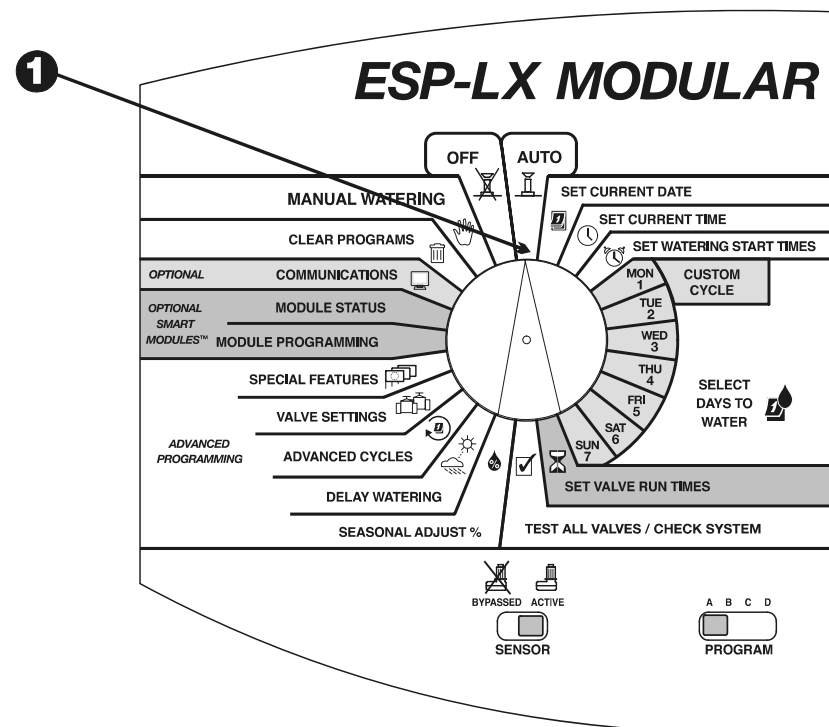 1
ESP-LX MODULAR
OFF
AUTO
MANUAL WATERING
CLEAR PROGRAMS
OPTIONAL
COMMUNICATIONS
OPTIONAL
SMART
MODULES™
MODULE STATUS
MODULE PROGRAMMING
SPECIAL FEATURES
VALVE SETTINGS
ADVANCED
PROGRAMMING
ADVANCED CYCLES
DELAY WATERING
SEASONAL ADJUST %
%
SET CURRENT DATE
1
SET CURRENT TIME
SET WATERING START TIMES
CUSTOM
CYCLE
MON
1
TUE
2
WED
3
THU
4
FRI
5
SAT
6
SUN
7
SELECT
DAYS TO
WATER
1
1
SET VALVE RUN TIMES
TEST ALL VALVES / CHECK SYSTEM
BYPASSED ACTIVE
SENSOR
A B C D
PROGRAM